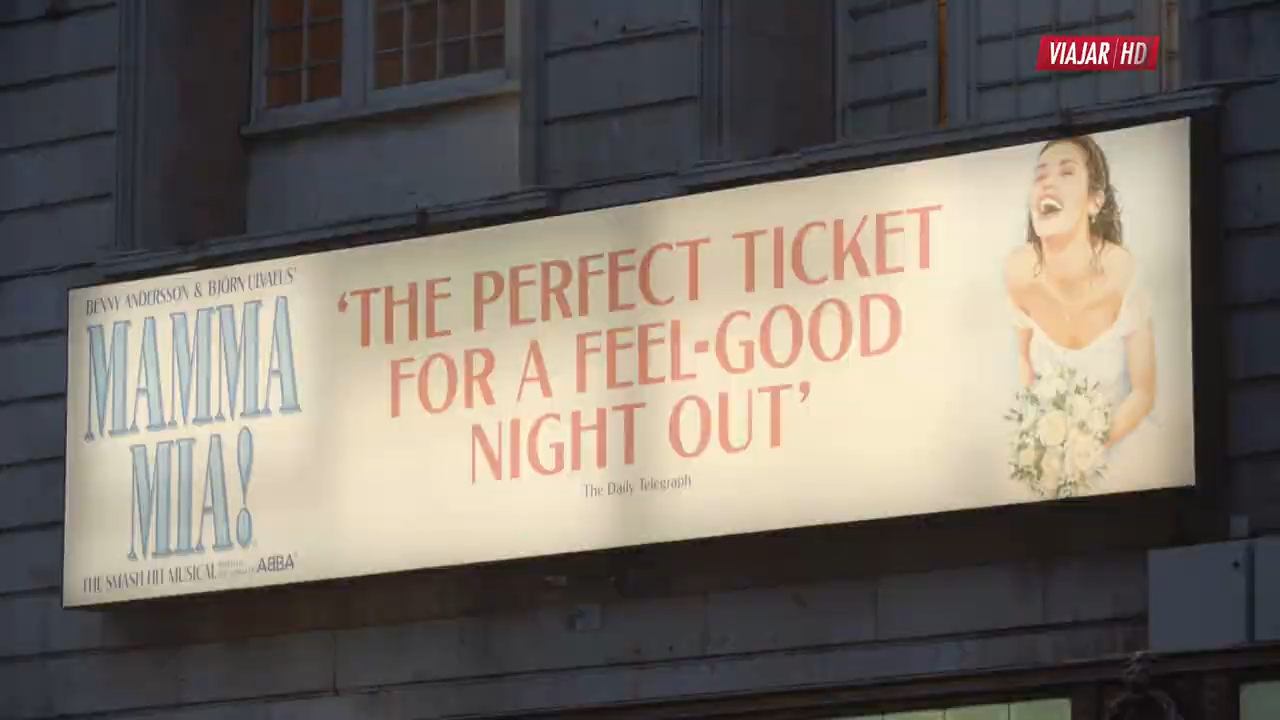 VIAJAR HD
BENNY ANDERSSON & BJÖRN ULVAEUS'
MAMMA
MIA!
THE SMASH HIT MUSICAL
ABBA
'THE PERFECT TICKET
FOR A FEEL-GOOD
NIGHT OUT'
The Daily Telegraph